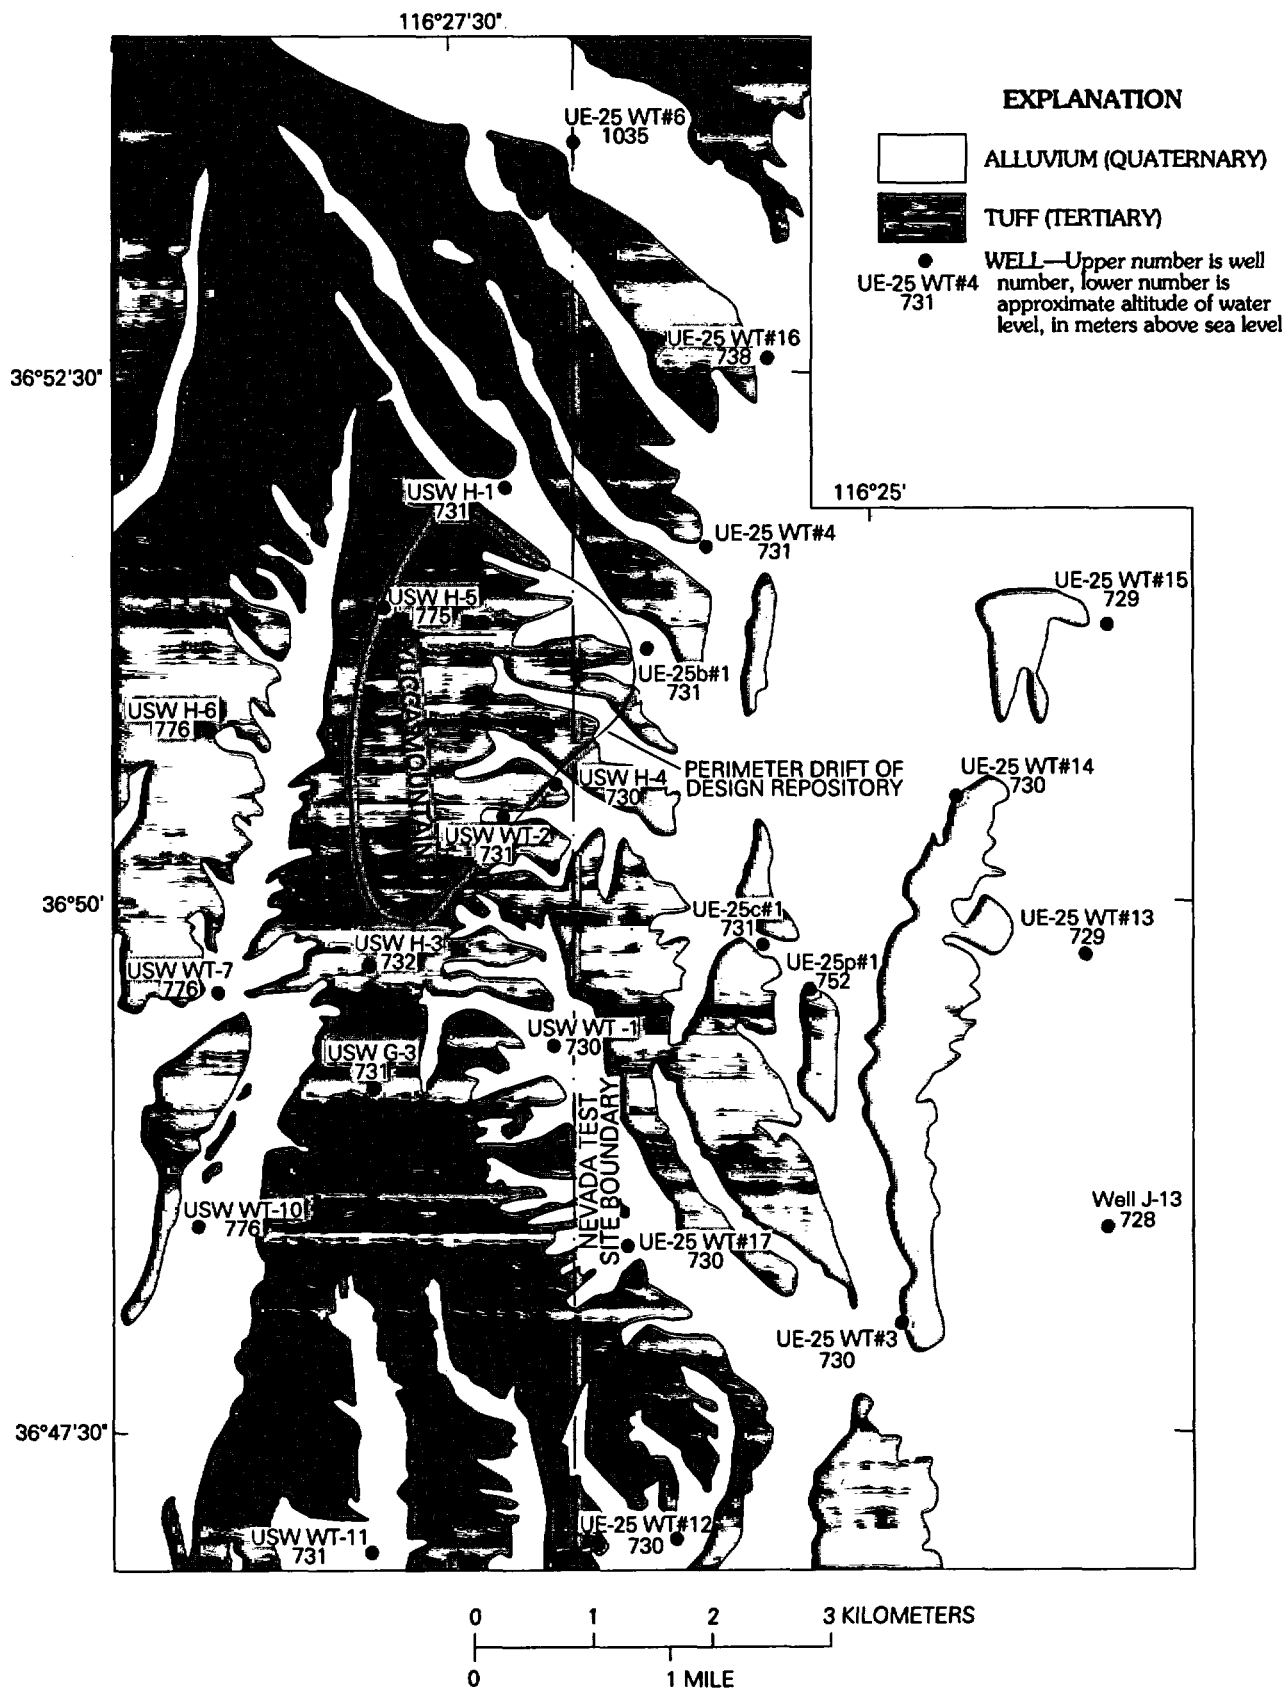 116°27'30"
EXPLANATION
ALLUVIUM (QUATERNARY)
TUFF (TERTIARY)
WELL—Upper number is well
number, lower number is
approximate altitude of water
level, in meters above sea level
UE-25 WT#4
731
UE-25 WT#6
1035
UE-25 WT#16
738
36°52'30"
116°25'
USW H-1
731
UE-25 WT#4
731
UE-25 WT#15
729
USW H-5
775
UE-25b#1
731
YUCCA MOUNTAIN
USW H-6
776
PERIMETER DRIFT OF
DESIGN REPOSITORY
USW H-4
730
UE-25 WT#14
730
USW WT-2
731
36°50'
UE-25c#1
731
UE-25 WT#13
729
USW H-3
732
UE-25p#1
752
USW WT-7
776
USW WT -1
730
USW G-3
731
NEVADA TEST
SITE BOUNDARY
USW WT-10
776
Well J-13
728
UE-25 WT#17
730
UE-25 WT#3
730
36°47'30"
USW WT-11
731
UE-25 WT#12
730
0 1 2 3 KILOMETERS
0 1 MILE